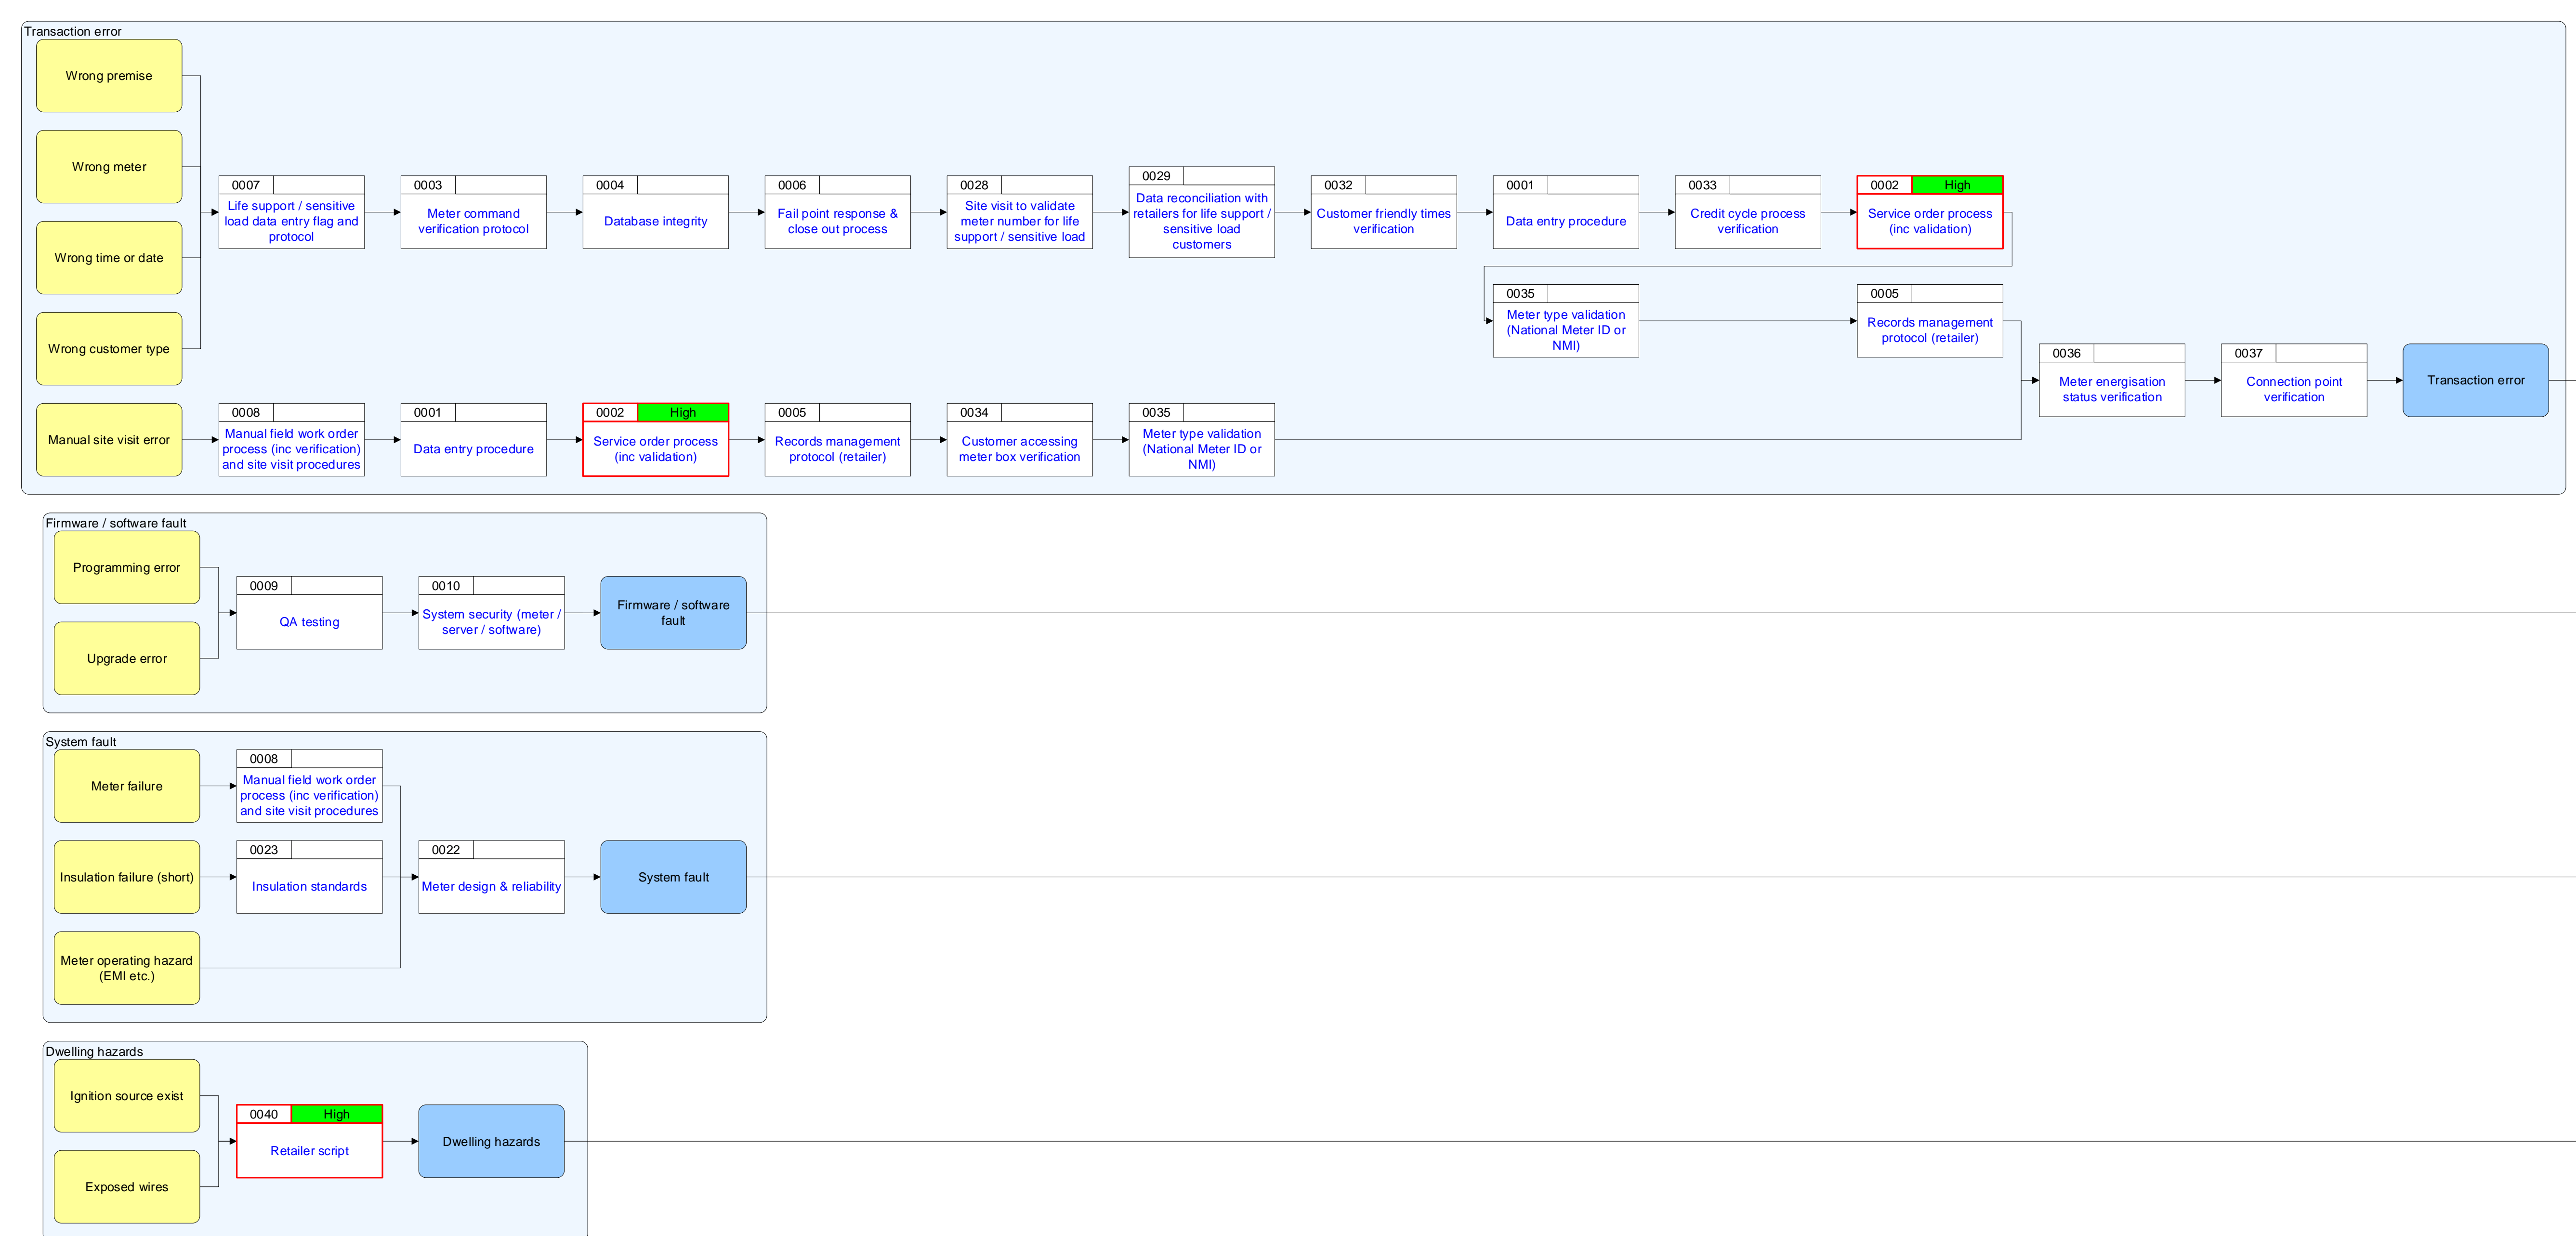 Transaction error
Wrong premise
Wrong meter
Wrong time or date
Wrong customer type
0007
Life support / sensitive
load data entry flag and
protocol
0003
Meter command
verification protocol
0004
Database integrity
0006
Fail point response &
close out process
0028
Site visit to validate
meter number for life
support / sensitive load
0029
Data reconciliation with
retailers for life support /
sensitive load
customers
0032
Customer friendly times
verification
0001
Data entry procedure
0033
Credit cycle process
verification
0002 High
Service order process
(inc validation)
0035
Meter type validation
(National Meter ID or
NMI)
0005
Records management
protocol (retailer)
0036
Meter energisation
status verification
0037
Connection point
verification
Transaction error
Manual site visit error
0008
Manual field work order
process (inc verification)
and site visit procedures
0001
Data entry procedure
0002 High
Service order process
(inc validation)
0005
Records management
protocol (retailer)
0034
Customer accessing
meter box verification
0035
Meter type validation
(National Meter ID or
NMI)
Firmware / software fault
Programming error
Upgrade error
0009
QA testing
0010
System security (meter /
server / software)
Firmware / software
fault
System fault
Meter failure
0008
Manual field work order
process (inc verification)
and site visit procedures
Insulation failure (short)
0023
Insulation standards
0022
Meter design & reliability
System fault
Meter operating hazard
(EMI etc.)
Dwelling hazards
Ignition source exist
Exposed wires
0040 High
Retailer script
Dwelling hazards